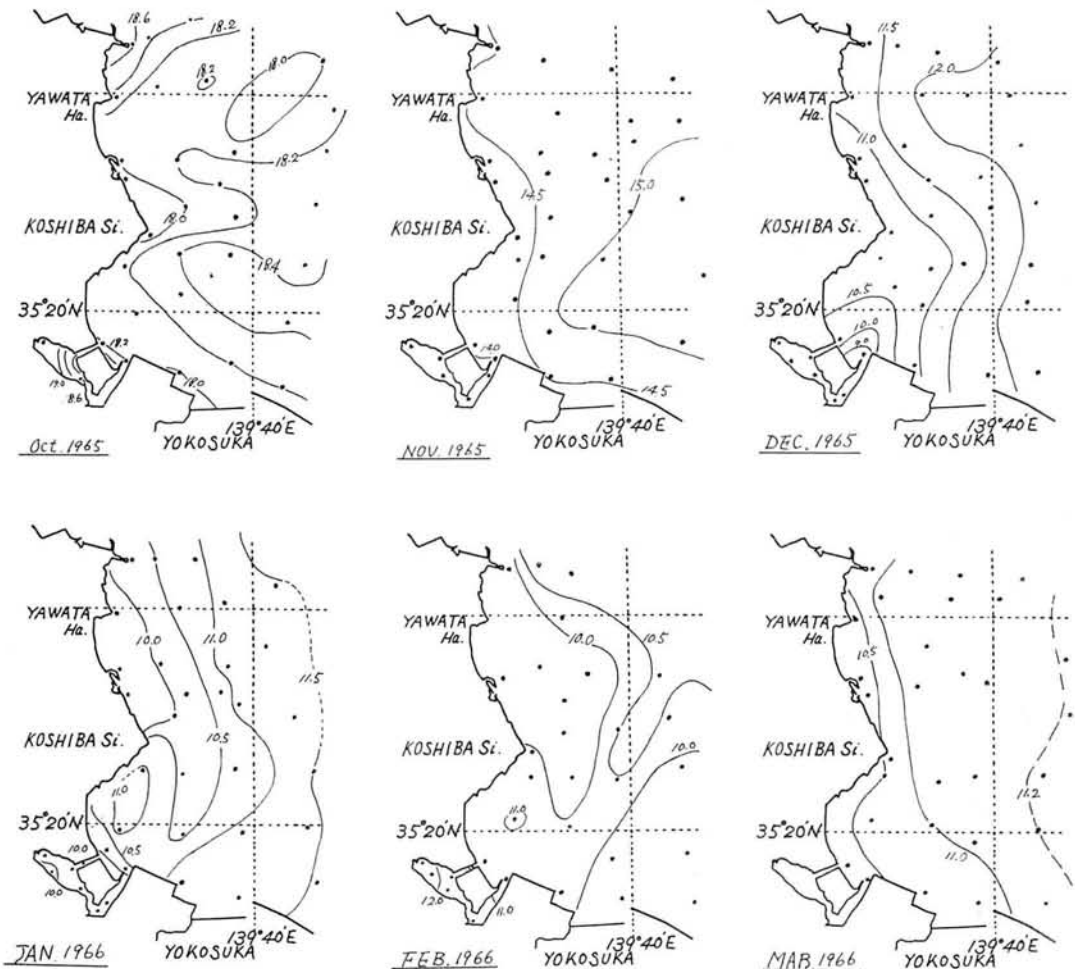 18.6
18.2
18.2
18.0
YAWATA
Ha.
18.2
18.0
KOSHIBA Si.
18.4
35°20'N
18.2
19.0
18.6
18.0
139°40'E
Oct. 1965
YOKOSUKA
YAWATA
Ha.
14.5
15.0
KOSHIBA Si.
35°20'N
14.0
14.5
139°40'E
NOV. 1965
YOKOSUKA
11.5
12.0
YAWATA
Ha.
11.0
KOSHIBA Si.
10.5
35°20'N
10.0
9.0
139°40'E
DEC. 1965
YOKOSUKA
YAWATA
Ha.
10.0
11.0
11.5
KOSHIBA Si.
10.5
11.0
35°20'N
10.0
10.5
10.0
139°40'E
JAN. 1966
YOKOSUKA
YAWATA
Ha.
10.0
10.5
KOSHIBA Si.
10.0
11.0
35°20'N
12.0
11.0
139°40'E
FEB. 1966
YOKOSUKA
YAWATA
Ha.
10.5
KOSHIBA Si.
11.2
35°20'N
11.0
139°40'E
MAR. 1966
YOKOSUKA